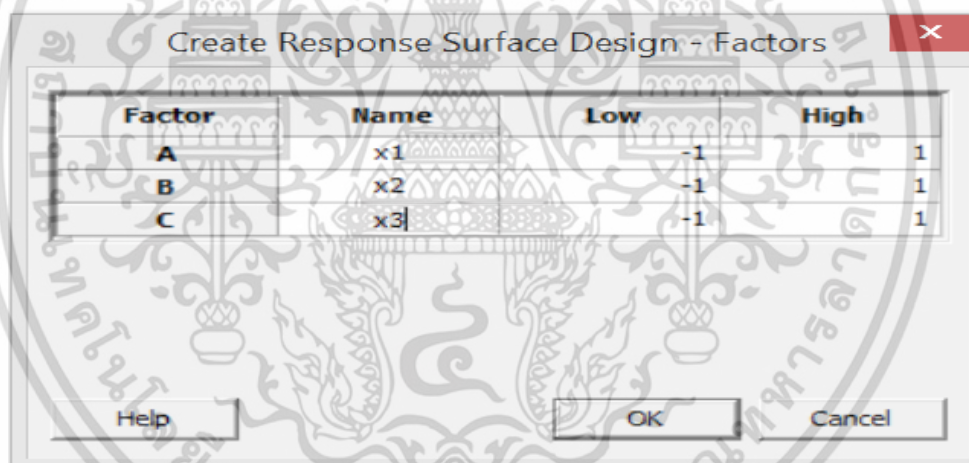 Create Response Surface Design - Factors
Factor Name Low High
A x1 -1 1
B x2 -1 1
C x3 -1 1
Help OK Cancel